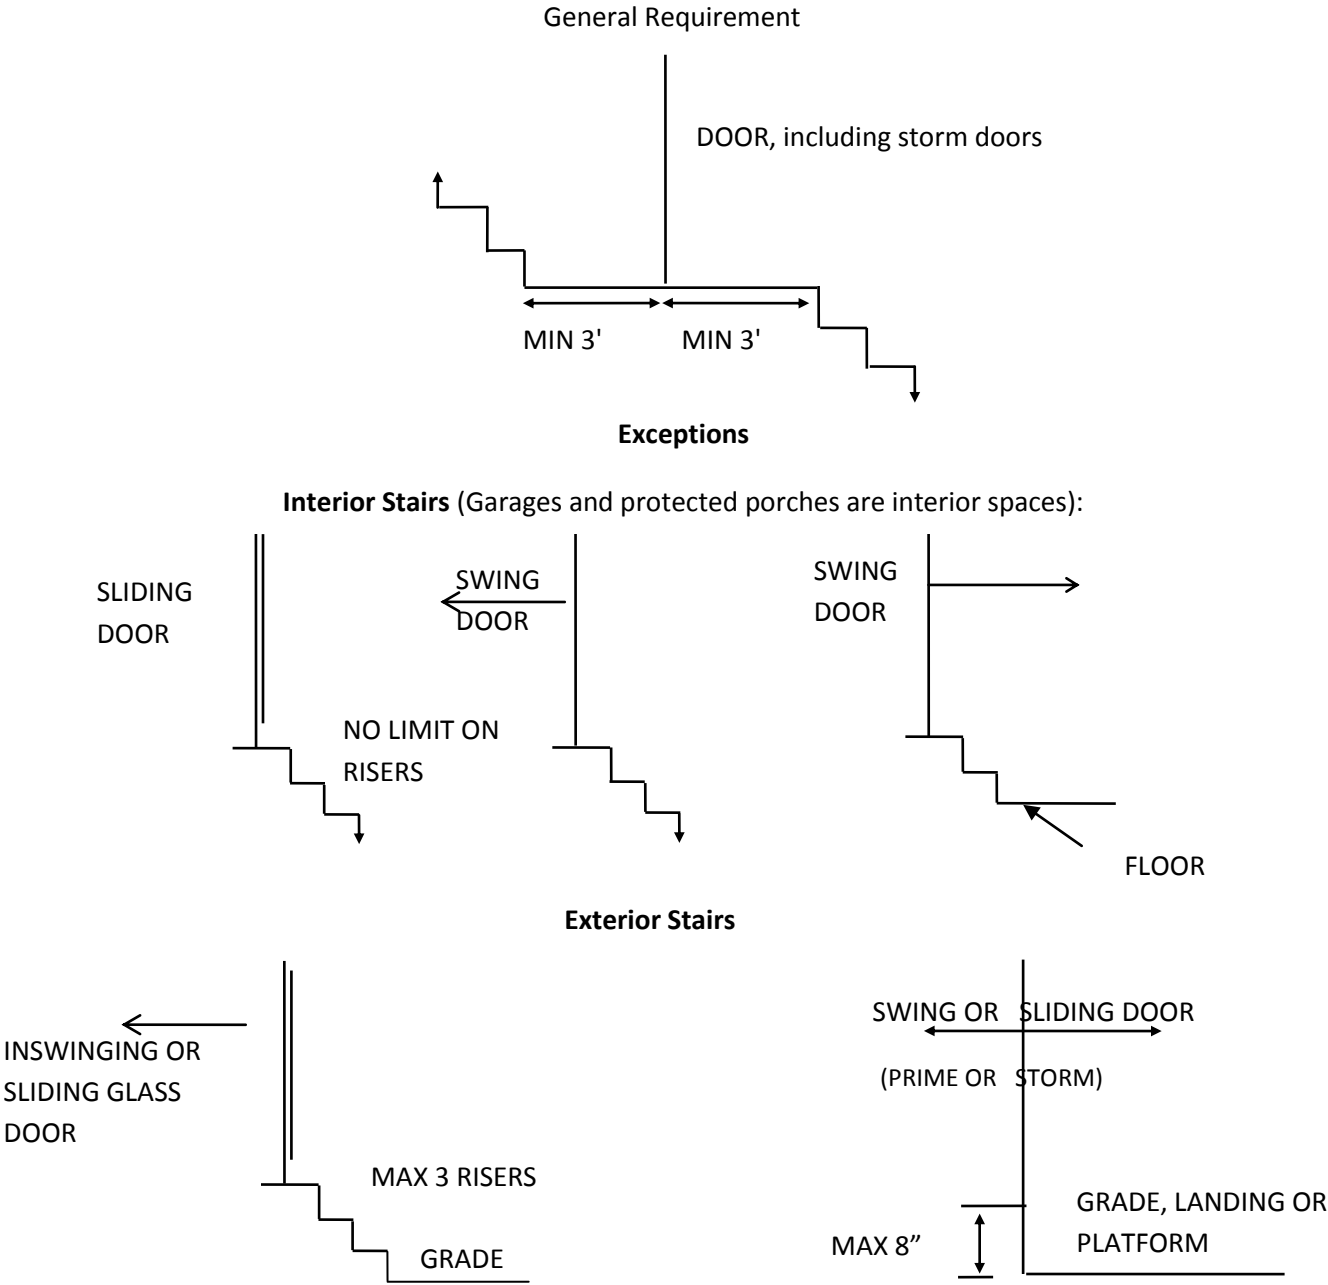 General Requirement
DOOR, including storm doors
MIN 3'
MIN 3'
Exceptions
Interior Stairs (Garages and protected porches are interior spaces):
SLIDING
DOOR
SWING
DOOR
SWING
DOOR
NO LIMIT ON
RISERS
FLOOR
Exterior Stairs
INSWINGING OR
SLIDING GLASS
DOOR
MAX 3 RISERS
GRADE
SWING OR SLIDING DOOR
(PRIME OR STORM)
MAX 8”
GRADE, LANDING OR
PLATFORM